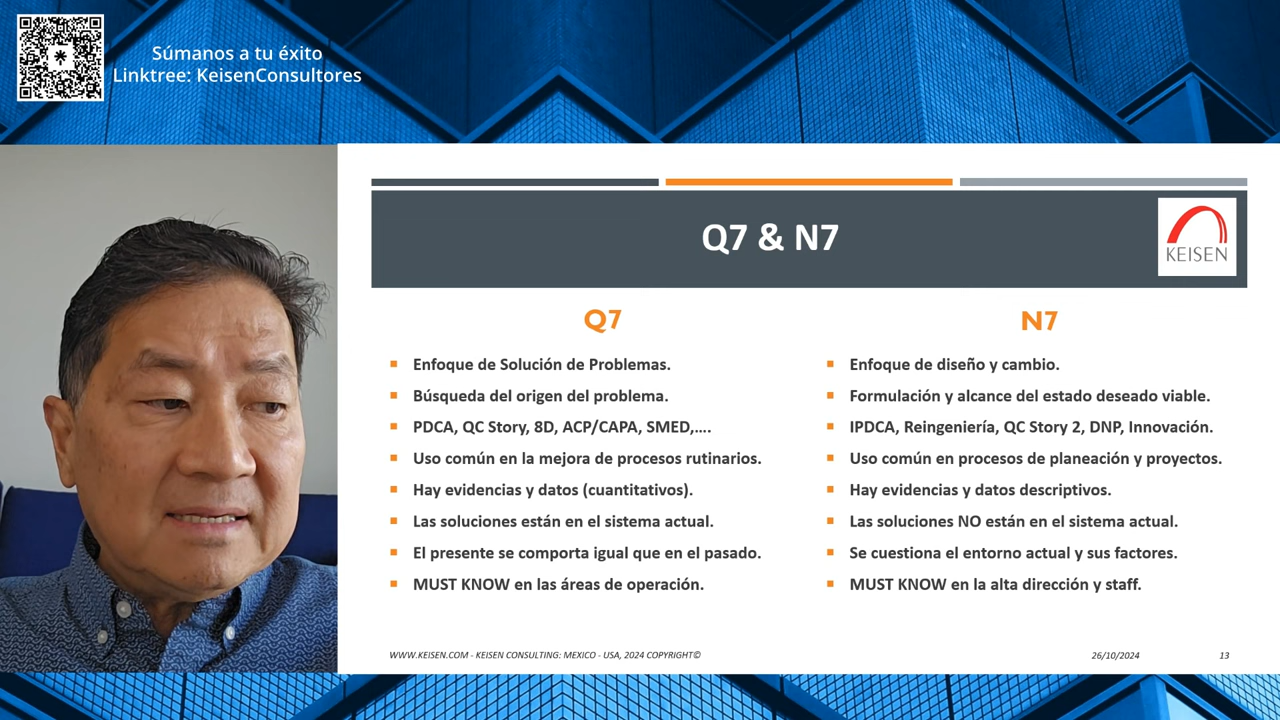 Súmanos a tu éxito
Linktree: KeisenConsultores
Q7 & N7
KEISEN
Q7
Enfoque de Solución de Problemas.
Búsqueda del origen del problema.
PDCA, QC Story, 8D, ACP/CAPA, SMED,....
Uso común en la mejora de procesos rutinarios.
Hay evidencias y datos (cuantitativos).
Las soluciones están en el sistema actual.
El presente se comporta igual que en el pasado.
MUST KNOW en las áreas de operación.
N7
Enfoque de diseño y cambio.
Formulación y alcance del estado deseado viable.
IPDCA, Reingeniería, QC Story 2, DNP, Innovación.
Uso común en procesos de planeación y proyectos.
Hay evidencias y datos descriptivos.
Las soluciones NO están en el sistema actual.
Se cuestiona el entorno actual y sus factores.
MUST KNOW en la alta dirección y staff.
WWW.KEISEN.COM - KEISEN CONSULTING: MEXICO - USA, 2024 COPYRIGHT©
26/10/2024
13